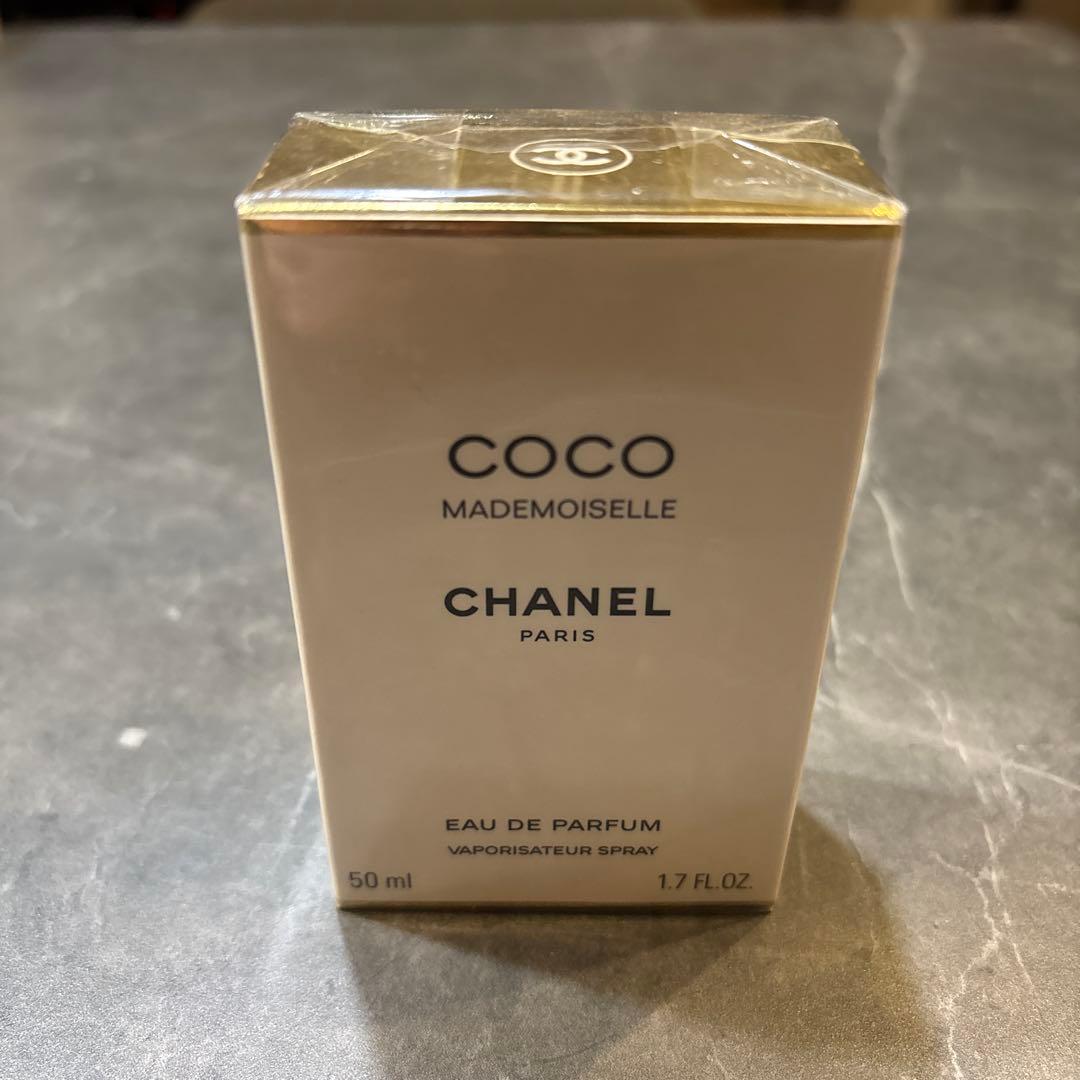 COCO
MADEMOISELLE
CHANEL
PARIS
EAU DE PARFUM
VAPORISATEUR SPRAY
50 ml
1.7 FL.OZ.